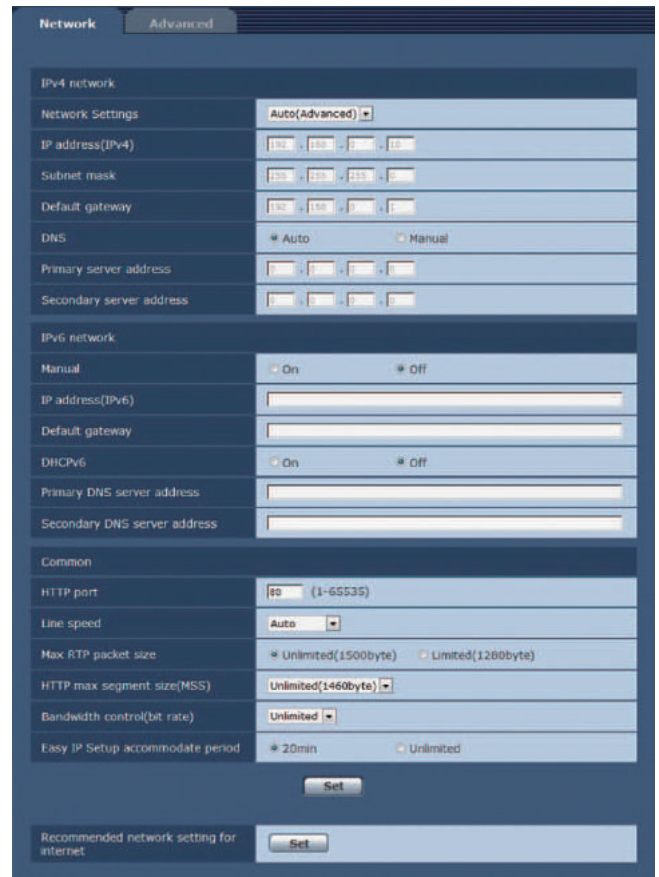 Network Advanced
IPv4 network
Network Settings Auto(Advanced)
IP address(IPv4) 192 . 168 . 0 . 10
Subnet mask 255 . 255 . 255 . 0
Default gateway 192 . 168 . 0 . 1
DNS Auto Manual
Primary server address 0 . 0 . 0 . 0
Secondary server address 0 . 0 . 0 . 0
IPv6 network
Manual On Off
IP address(IPv6)
Default gateway
DHCPv6 On Off
Primary DNS server address
Secondary DNS server address
Common
HTTP port 80 (1-65535)
Line speed Auto
Max RTP packet size Unlimited(1500byte) Limited(1280byte)
HTTP max segment size(MSS) Unlimited(1460byte)
Bandwidth control(bit rate) Unlimited
Easy IP Setup accommodate period 20min Unlimited
Set
Recommended network setting for
internet Set